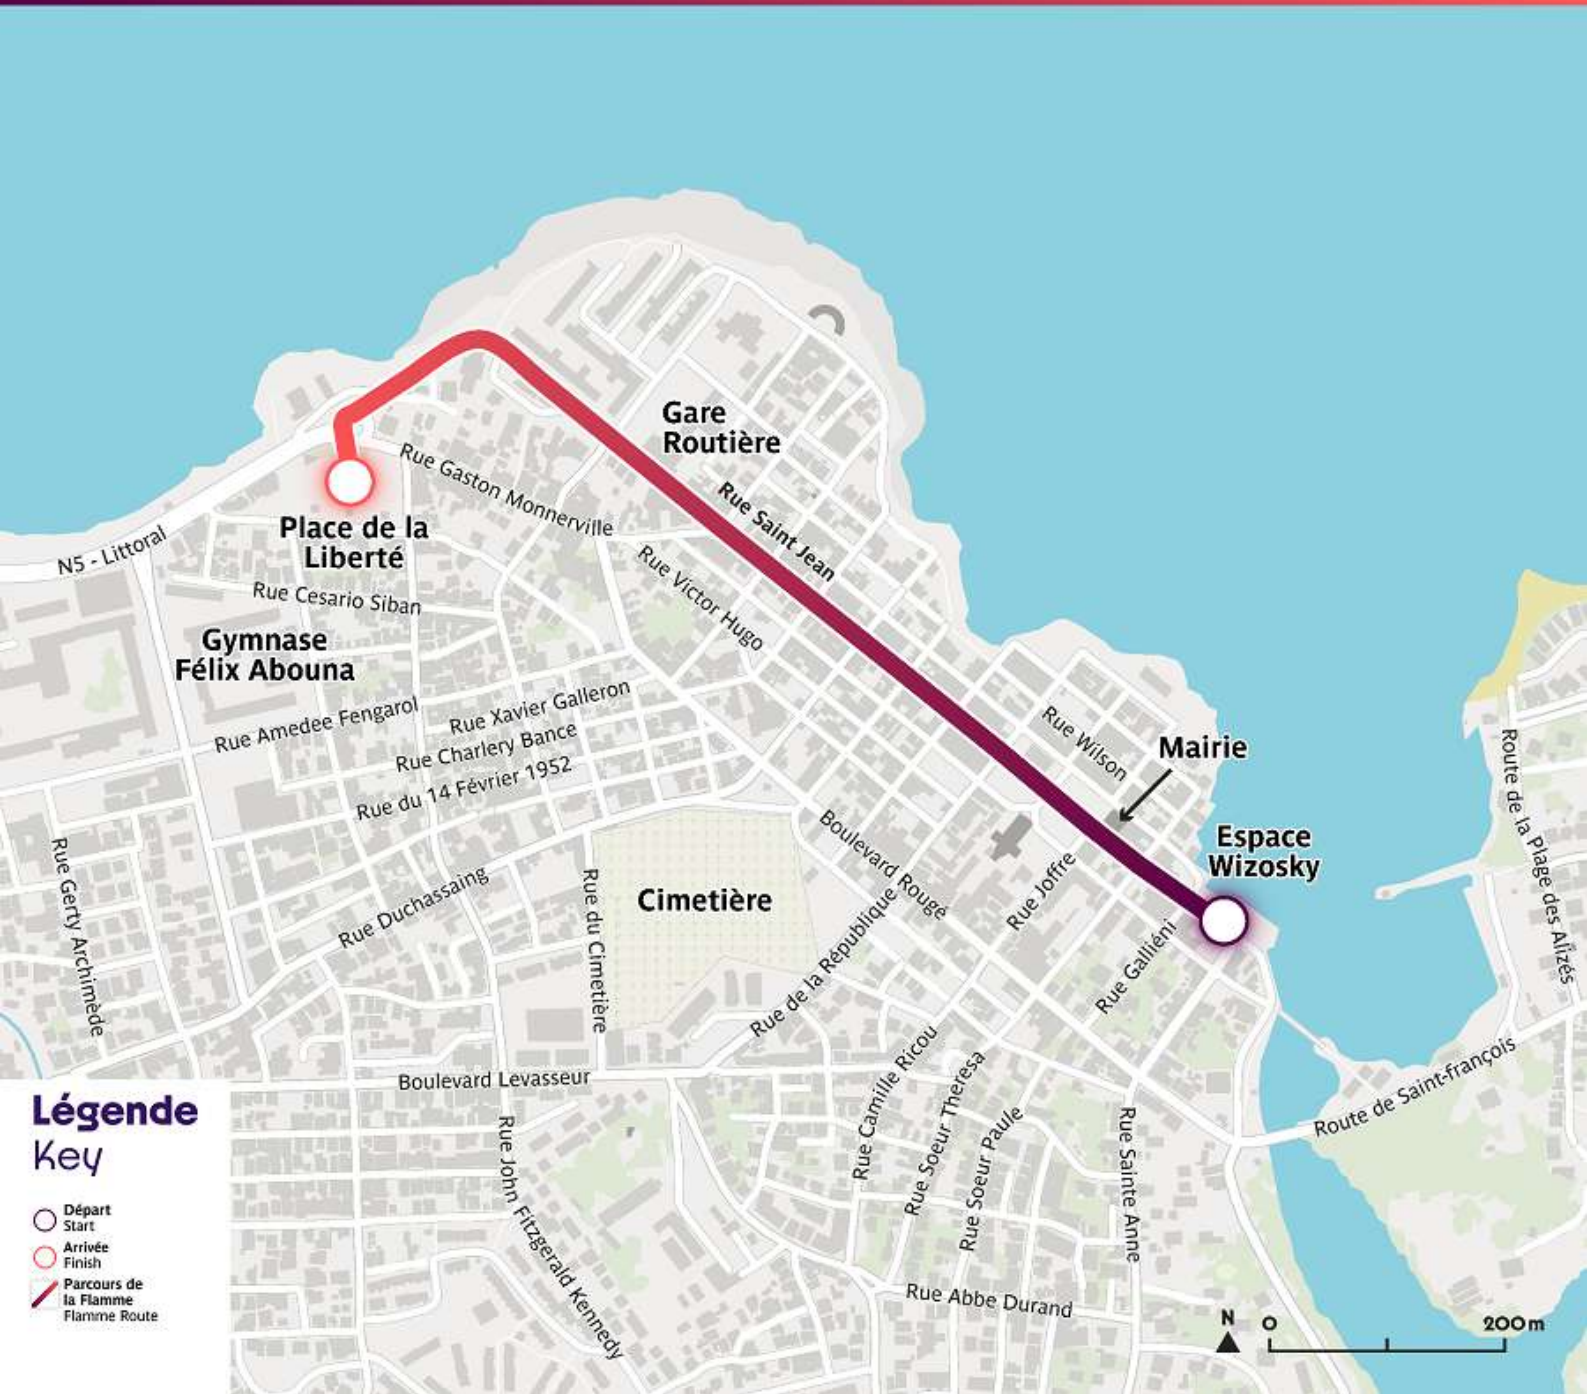 Gare
Routière
Rue Gaston Monnerville
Rue Saint Jean
Place de la
Liberté
N5 - Littoral
Rue Victor Hugo
Rue Cesario Siban
Gymnase
Félix Abouna
Rue Amedee Fengarol
Rue Xavier Galleron
Rue Charlery Bance
Rue du 14 Février 1952
Rue Wilson
Mairie
Espace
Wizosky
Route de la Plage des Alizés
Boulevard Rougé
Rue Joffre
Rue Galliéni
Cimetière
Rue Duchassaing
Rue du Cimetière
Rue de la République
Rue Gerty Archimède
Boulevard Levasseur
Rue Camille Ricou
Rue Soeur Theresa
Rue Soeur Paule
Rue Sainte Anne
Route de Saint-françois
Rue John Fitzgerald Kennedy
Rue Abbe Durand
Légende
Key
Départ
Start
Arrivée
Finish
Parcours de
la Flamme
Flamme Route
N 0 200m